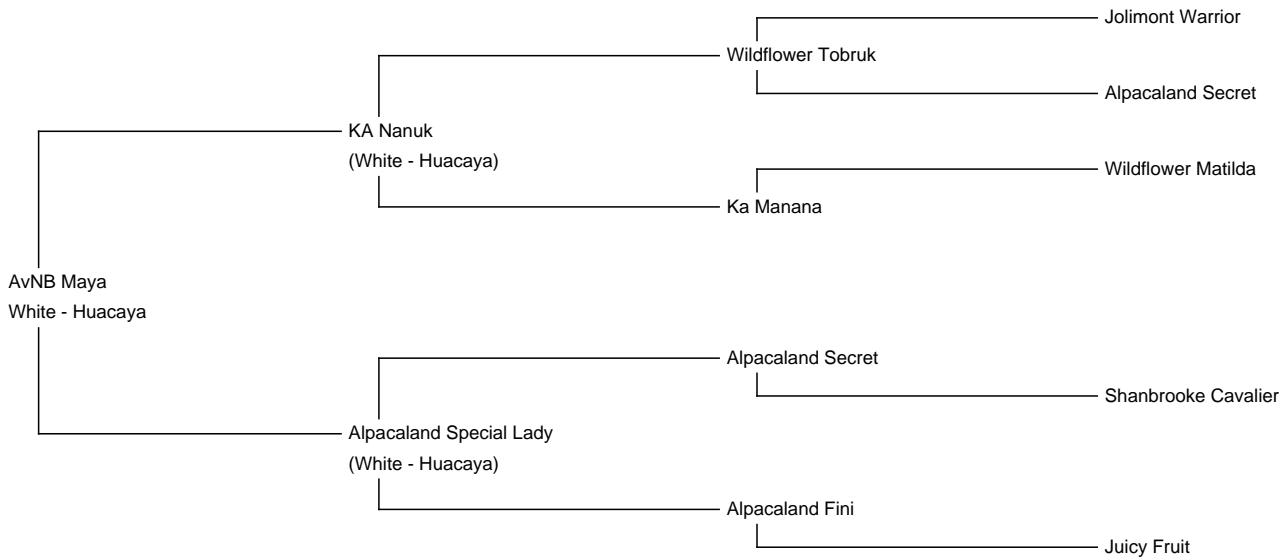 Jolimont Warrior
Wildflower Tobruk
Alpacaland Secret
KA Nanuk
(White - Huacaya)
Wildflower Matilda
Ka Manana
AvNB Maya
White - Huacaya
Alpacaland Secret
Shanbrooke Cavalier
Alpacaland Special Lady
(White - Huacaya)
Alpacaland Fini
Juicy Fruit